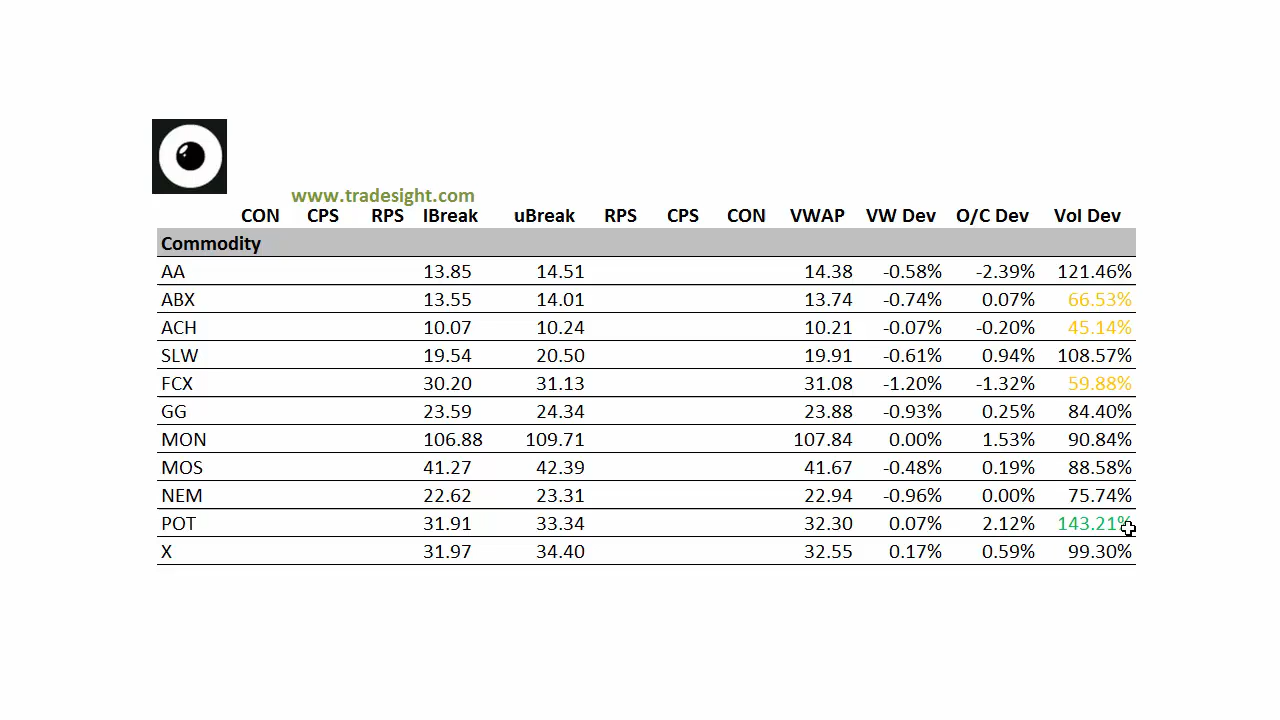 www.tradesight.com
CON CPS RPS lBreak uBreak RPS CPS CON VWAP VW Dev O/C Dev Vol Dev
Commodity
AA 13.85 14.51 14.38 -0.58% -2.39% 121.46%
ABX 13.55 14.01 13.74 -0.74% 0.07% 66.53%
ACH 10.07 10.24 10.21 -0.07% -0.20% 45.14%
SLW 19.54 20.50 19.91 -0.61% 0.94% 108.57%
FCX 30.20 31.13 31.08 -1.20% -1.32% 59.88%
GG 23.59 24.34 23.88 -0.93% 0.25% 84.40%
MON 106.88 109.71 107.84 0.00% 1.53% 90.84%
MOS 41.27 42.39 41.67 -0.48% 0.19% 88.58%
NEM 22.62 23.31 22.94 -0.96% 0.00% 75.74%
POT 31.91 33.34 32.30 0.07% 2.12% 143.21%
X 31.97 34.40 32.55 0.17% 0.59% 99.30%